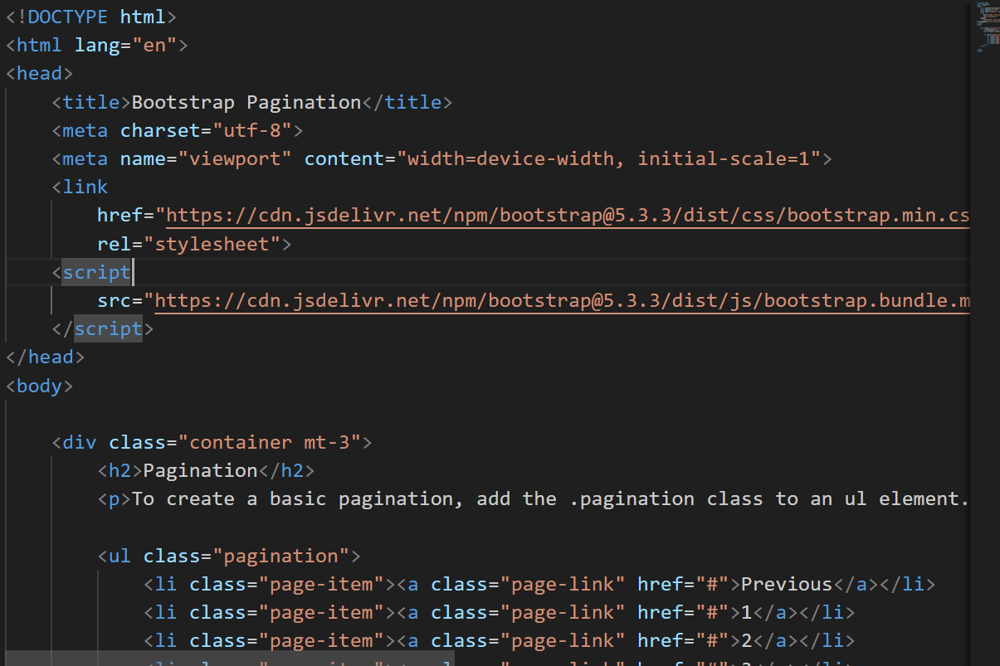 <!DOCTYPE html>
<html lang="en">
<head>
    <title>Bootstrap Pagination</title>
    <meta charset="utf-8">
    <meta name="viewport" content="width=device-width, initial-scale=1">
    <link
        href="https://cdn.jsdelivr.net/npm/bootstrap@5.3.3/dist/css/bootstrap.min.cs
        rel="stylesheet">
    <script
        src="https://cdn.jsdelivr.net/npm/bootstrap@5.3.3/dist/js/bootstrap.bundle.m
    </script>
</head>
<body>
    <div class="container mt-3">
        <h2>Pagination</h2>
        <p>To create a basic pagination, add the .pagination class to an ul element.
        <ul class="pagination">
            <li class="page-item"><a class="page-link" href="#">Previous</a></li>
            <li class="page-item"><a class="page-link" href="#">1</a></li>
            <li class="page-item"><a class="page-link" href="#">2</a></li>